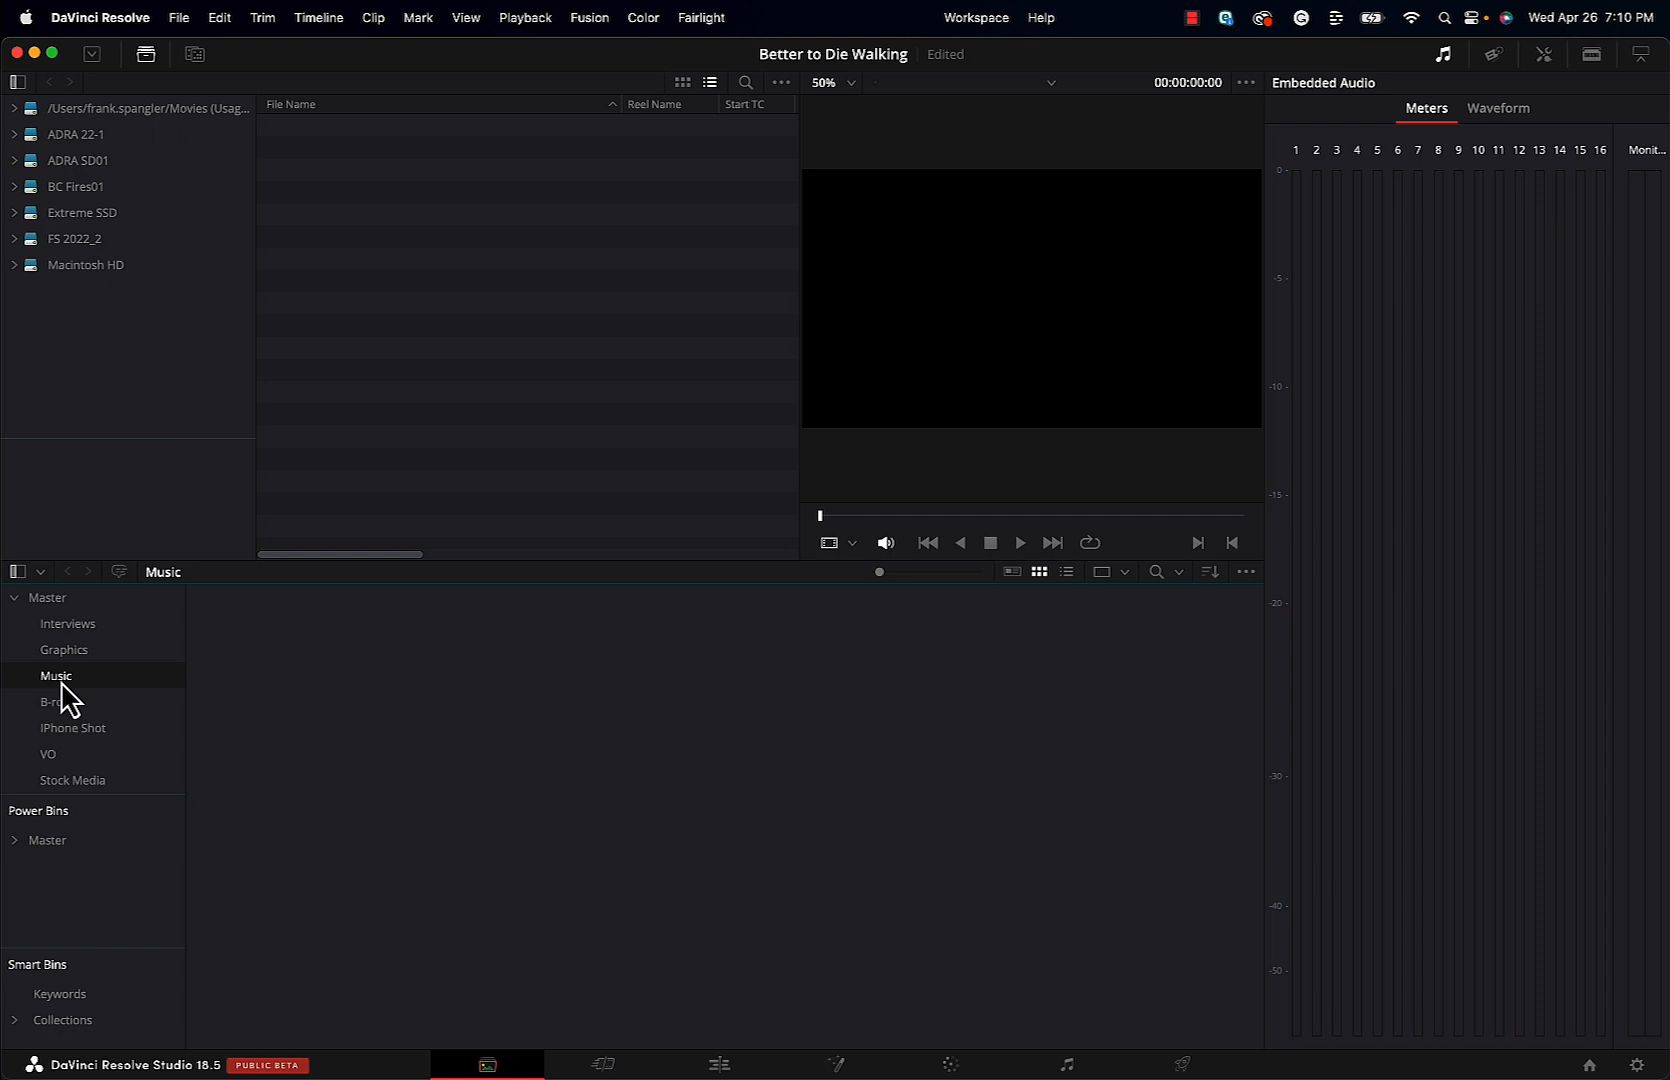 DaVinci Resolve File Edit Trim Timeline Clip Mark View Playback Fusion Color Fairlight Workspace Help Wed Apr 26 7:10 PM
Better to Die Walking Edited
50% 00:00:00:00 Embedded Audio
File Name Reel Name Start TC
Meters Waveform
/Users/frank.spangler/Movies (Usag...
ADRA 22-1
ADRA SD01
BC Fires01
Extreme SSD
FS 2022_2
Macintosh HD
1 2 3 4 5 6 7 8 9 10 11 12 13 14 15 16 Monit...
0 -
-5 -
-10 -
-15 -
-20 -
-30 -
-40 -
-50 -
Music
Master
Interviews
Graphics
Music
IPhone Shot
VO
Stock Media
Power Bins
Master
Smart Bins
Keywords
Collections
DaVinci Resolve Studio 18.5 PUBLIC BETA